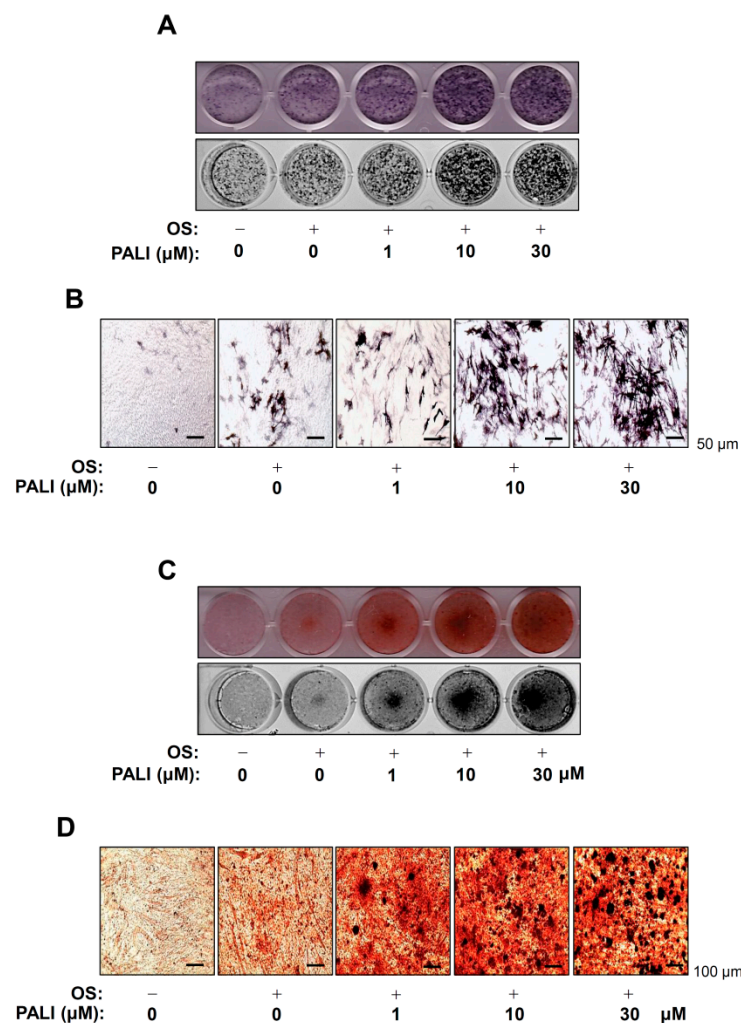 A
OS: − + + + +
PALI (µM): 0 0 1 10 30
B
50 µm
OS: − + + + +
PALI (µM): 0 0 1 10 30
C
OS: − + + + +
PALI (µM): 0 0 1 10 30 µM
D
100 µm
OS: − + + + +
PALI (µM): 0 0 1 10 30 µM